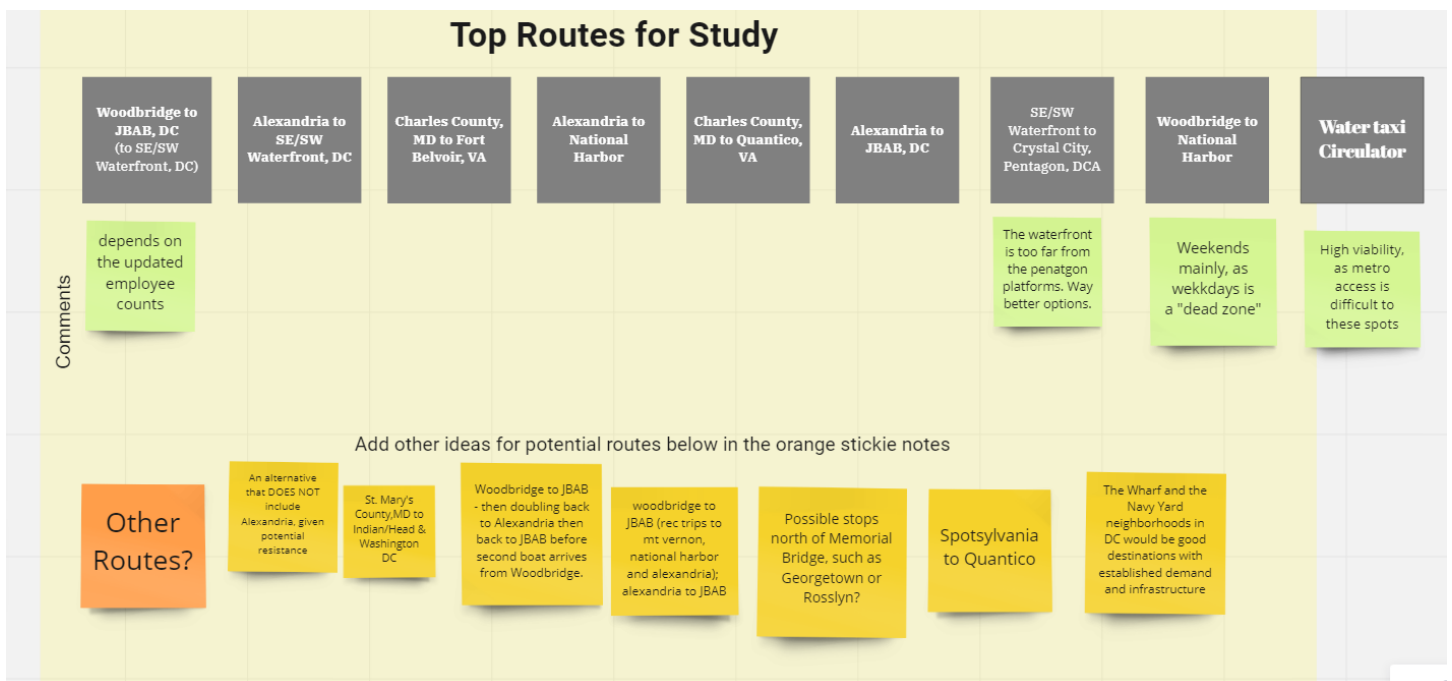 Top Routes for Study
Woodbridge to
JBAB, DC
(to SE/SW
Waterfront, DC)
Alexandria to
SE/SW
Waterfront, DC
Charles County,
MD to Fort
Belvoir, VA
Alexandria to
National
Harbor
Charles County,
MD to Quantico,
VA
Alexandria to
JBAB, DC
SE/SW
Waterfront to
Crystal City,
Pentagon, DCA
Woodbridge to
National
Harbor
Water taxi
Circulator
Comments
depends on
the updated
employee
counts
The waterfront
is too far from
the penatgon
platforms. Way
better options.
Weekends
mainly, as
wekkdays is
a "dead zone"
High viability,
as metro
access is
difficult to
these spots
Add other ideas for potential routes below in the orange stickie notes
Other
Routes?
An alternative
that DOES NOT
include
Alexandria, given
potential
resistance
St. Mary's
County,MD to
Indian/Head &
Washington
DC
Woodbridge to JBAB
- then doubling back
to Alexandria then
back to JBAB before
second boat arrives
from Woodbridge.
woodbridge to
JBAB (rec trips to
mt vernon,
national harbor
and alexandria);
alexandria to JBAB
Possible stops
north of Memorial
Bridge, such as
Georgetown or
Rosslyn?
Spotsylvania
to Quantico
The Wharf and the
Navy Yard
neighborhoods in
DC would be good
destinations with
established demand
and infrastructure